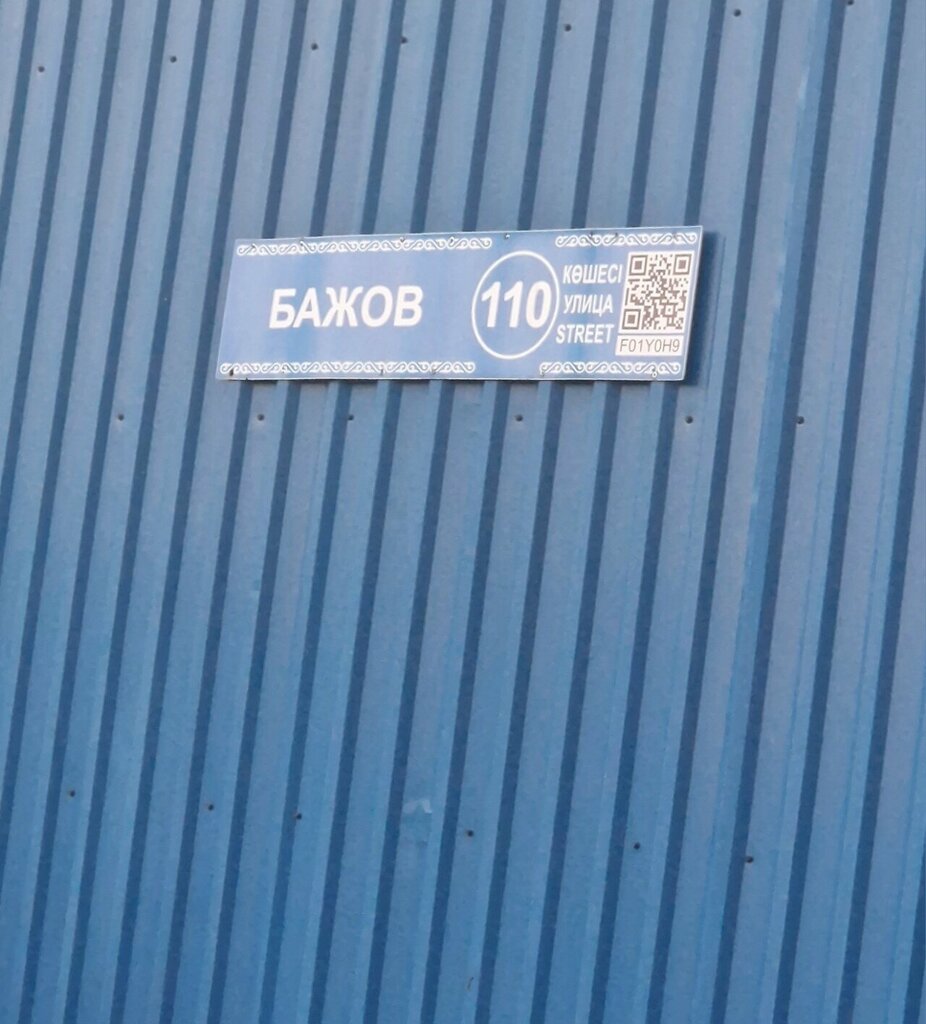 БАЖОВ
110
КӨШЕСІ
УЛИЦА
STREET
F01Y0H9